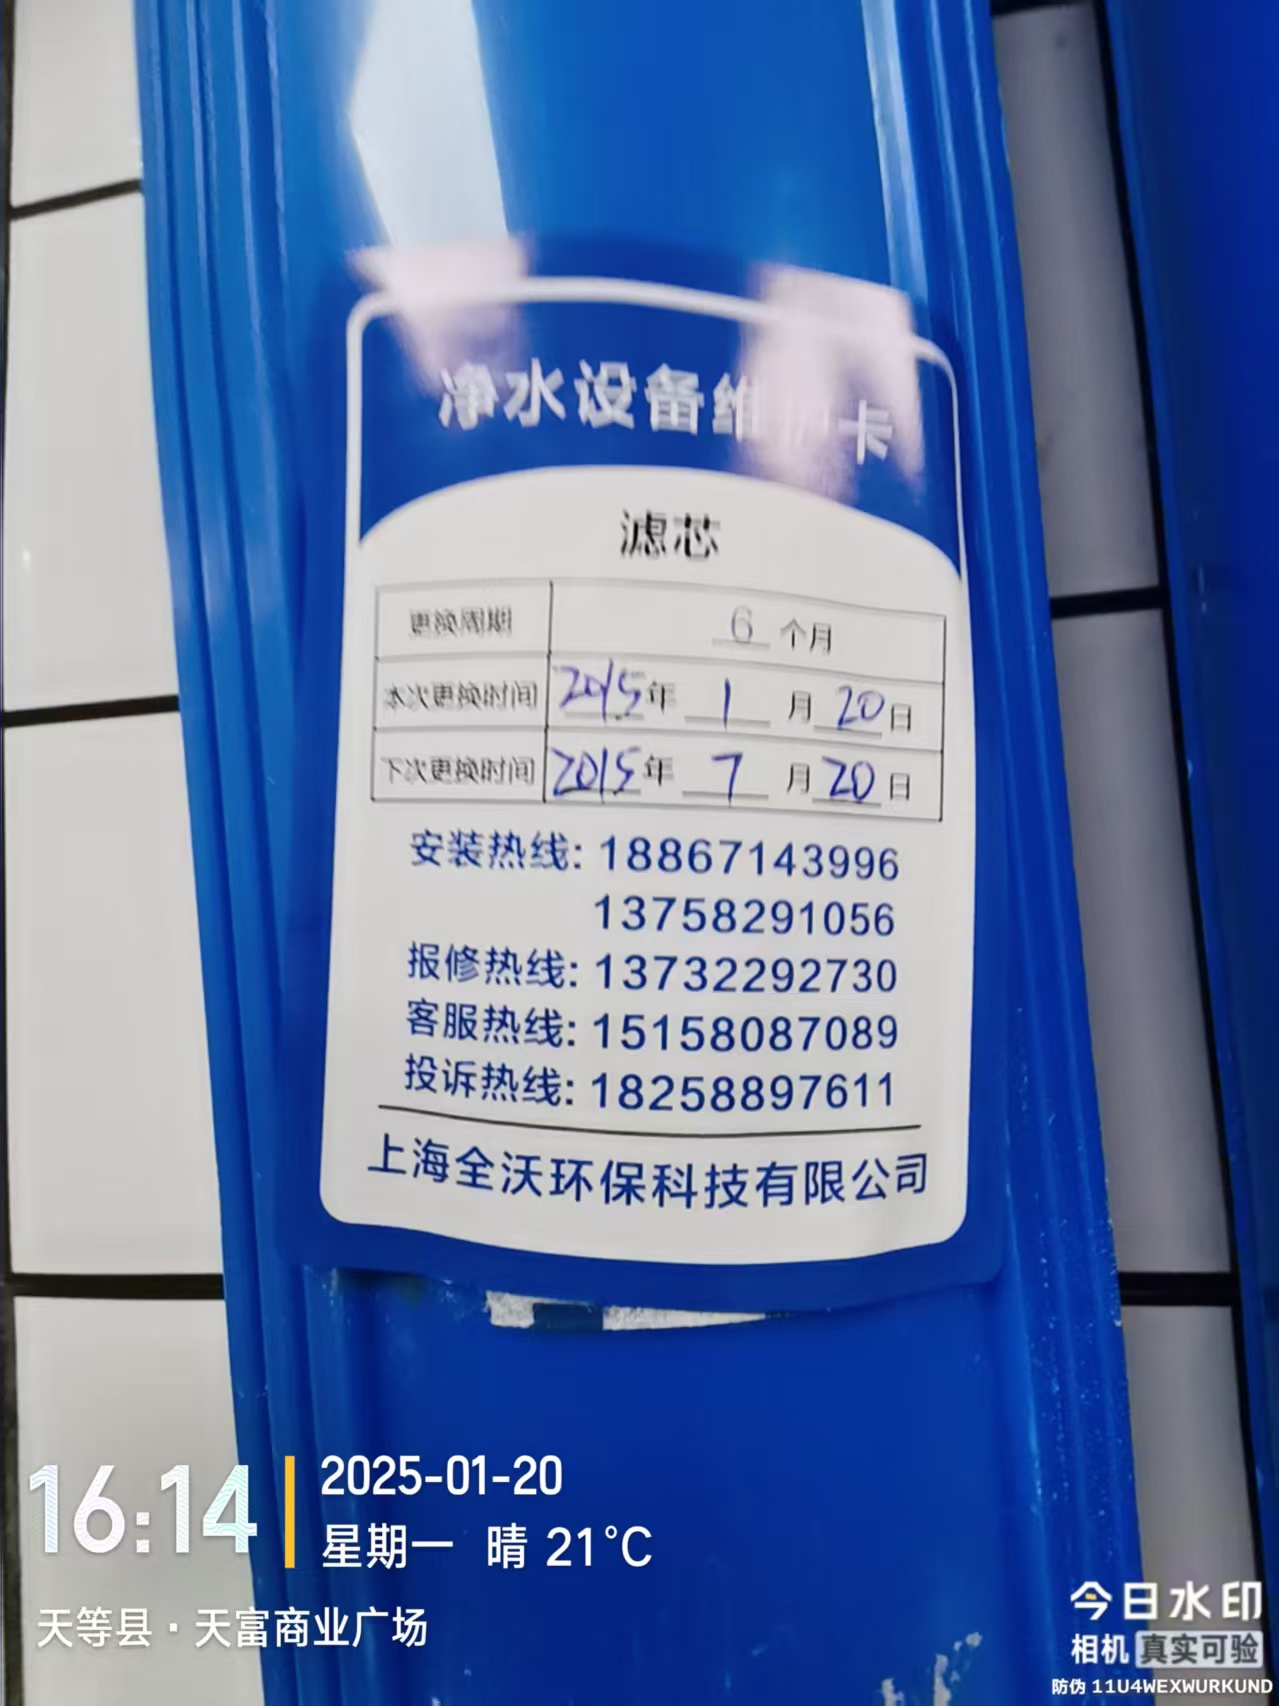 净水设备维护卡
滤芯
更换周期 6 个月
本次更换时间 2015年 1 月 20 日
下次更换时间 2015年 7 月 20 日
安装热线: 18867143996
13758291056
报修热线: 13732292730
客服热线: 15158087089
投诉热线: 18258897611
上海全沃环保科技有限公司
16:14
2025-01-20
星期一 晴 21°C
天等县·天富商业广场
今日水印
相机 真实可验
防伪 11U4WEXWURKUND